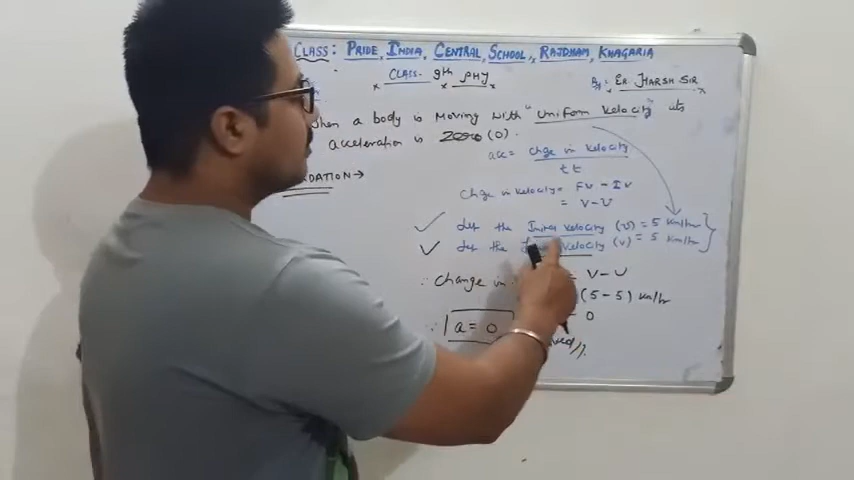 CLASS: PRIDE, INDIA, CENTRAL, SCHOOL, RAJDHAM, KHAGARIA
CLASS- 9th PHY
By: ER HARSH SIR
When a body is Moving with "Uniform Velocity" its
acceleration is Zero (0).
acc = chge in velocity
tt
DATION →
Chge in velocity = FV - IV
= V-U
Let the Initial velocity (U) = 5 km/hr
Let the velocity (V) = 5 km/hr
∴ change in = V-U
(5-5) km/hr
= 0
∴ a = 0